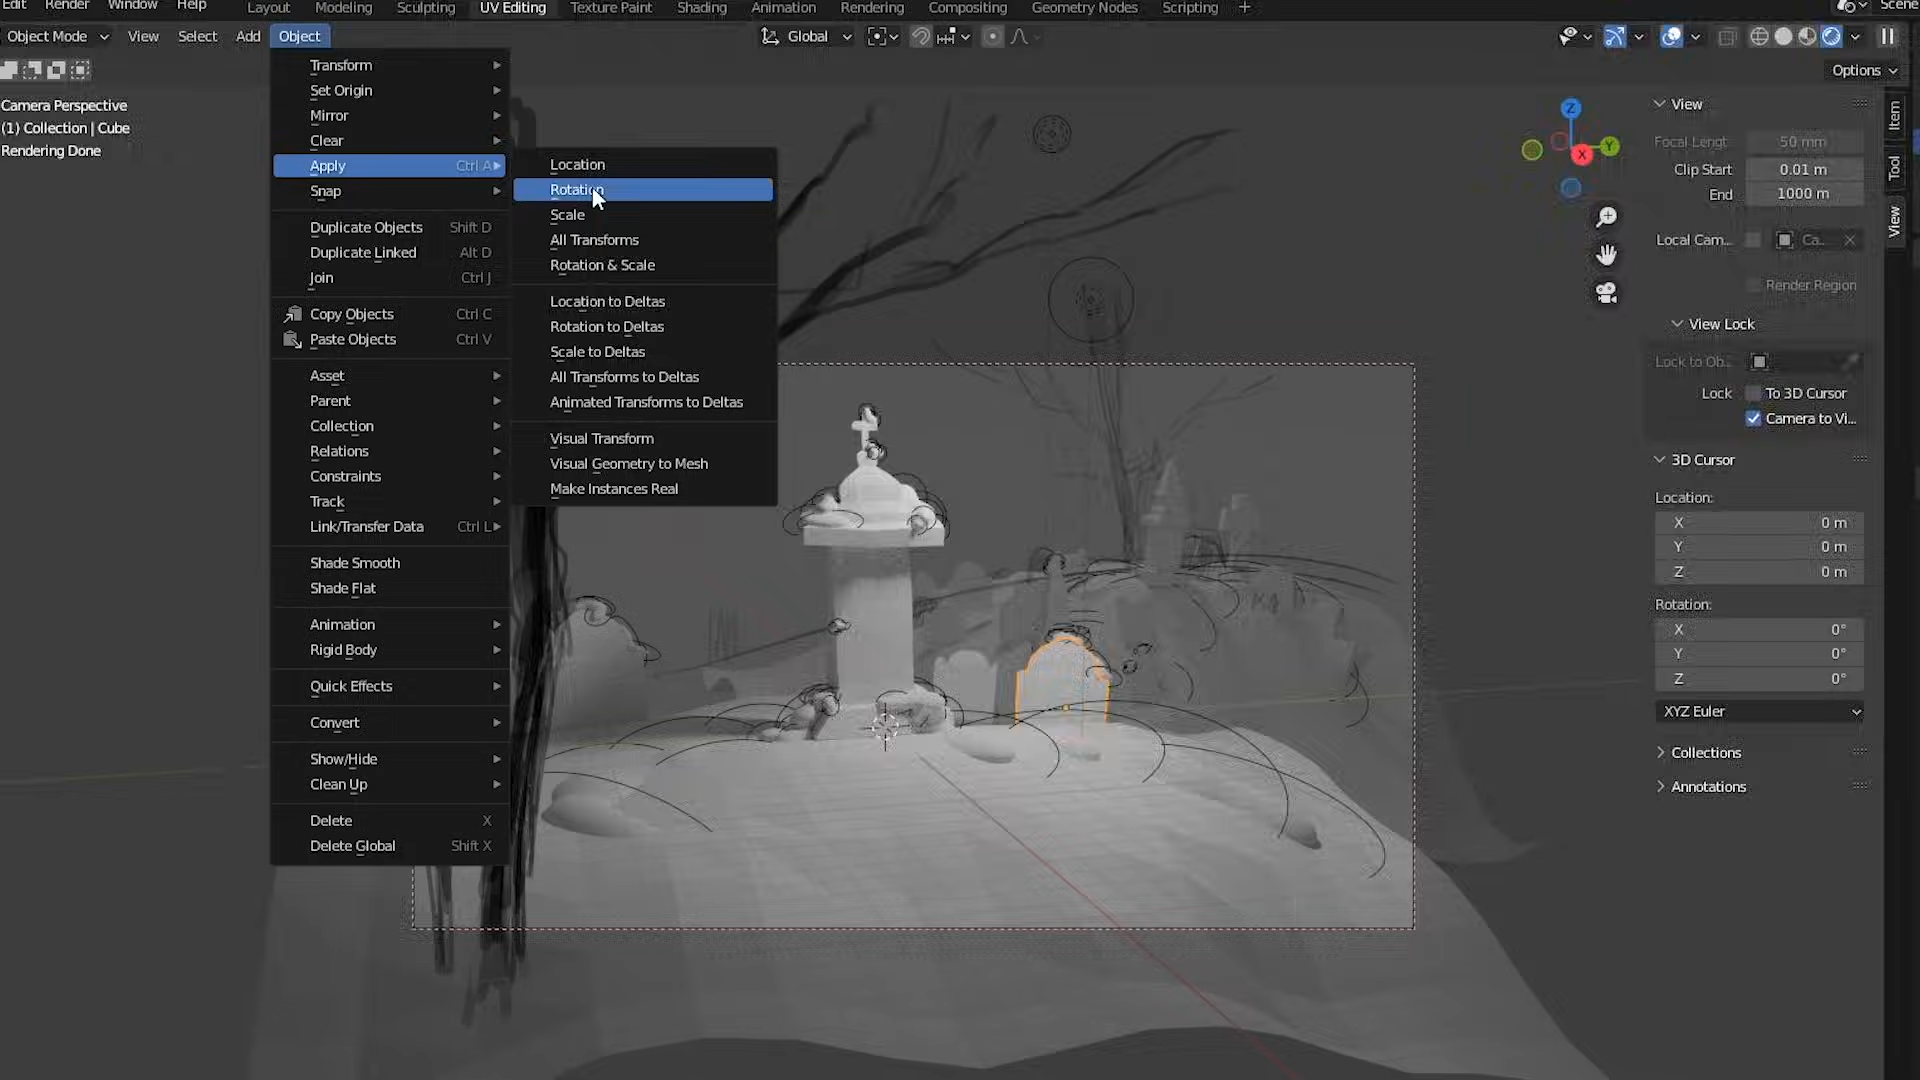 Edit Render Window Help Layout Modeling Sculpting UV Editing Texture Paint Shading Animation Rendering Compositing Geometry Nodes Scripting + Scene
Object Mode View Select Add Object Global
Options
Camera Perspective
(1) Collection | Cube
Rendering Done
Transform
Set Origin
Mirror
Clear
Apply Ctrl A
Snap
Duplicate Objects Shift D
Duplicate Linked Alt D
Join Ctrl J
Copy Objects Ctrl C
Paste Objects Ctrl V
Asset
Parent
Collection
Relations
Constraints
Track
Link/Transfer Data Ctrl L
Shade Smooth
Shade Flat
Animation
Rigid Body
Quick Effects
Convert
Show/Hide
Clean Up
Delete X
Delete Global Shift X
Location
Rotation
Scale
All Transforms
Rotation & Scale
Location to Deltas
Rotation to Deltas
Scale to Deltas
All Transforms to Deltas
Animated Transforms to Deltas
Visual Transform
Visual Geometry to Mesh
Make Instances Real
Z
Y
X
View
Focal Lengt 50 mm
Clip Start 0.01 m
End 1000 m
Local Cam... Ca..
Render Region
View Lock
Lock to Ob...
Lock To 3D Cursor
Camera to Vi...
3D Cursor
Location:
X 0 m
Y 0 m
Z 0 m
Rotation:
X 0°
Y 0°
Z 0°
XYZ Euler
Collections
Annotations
Item
Tool
View